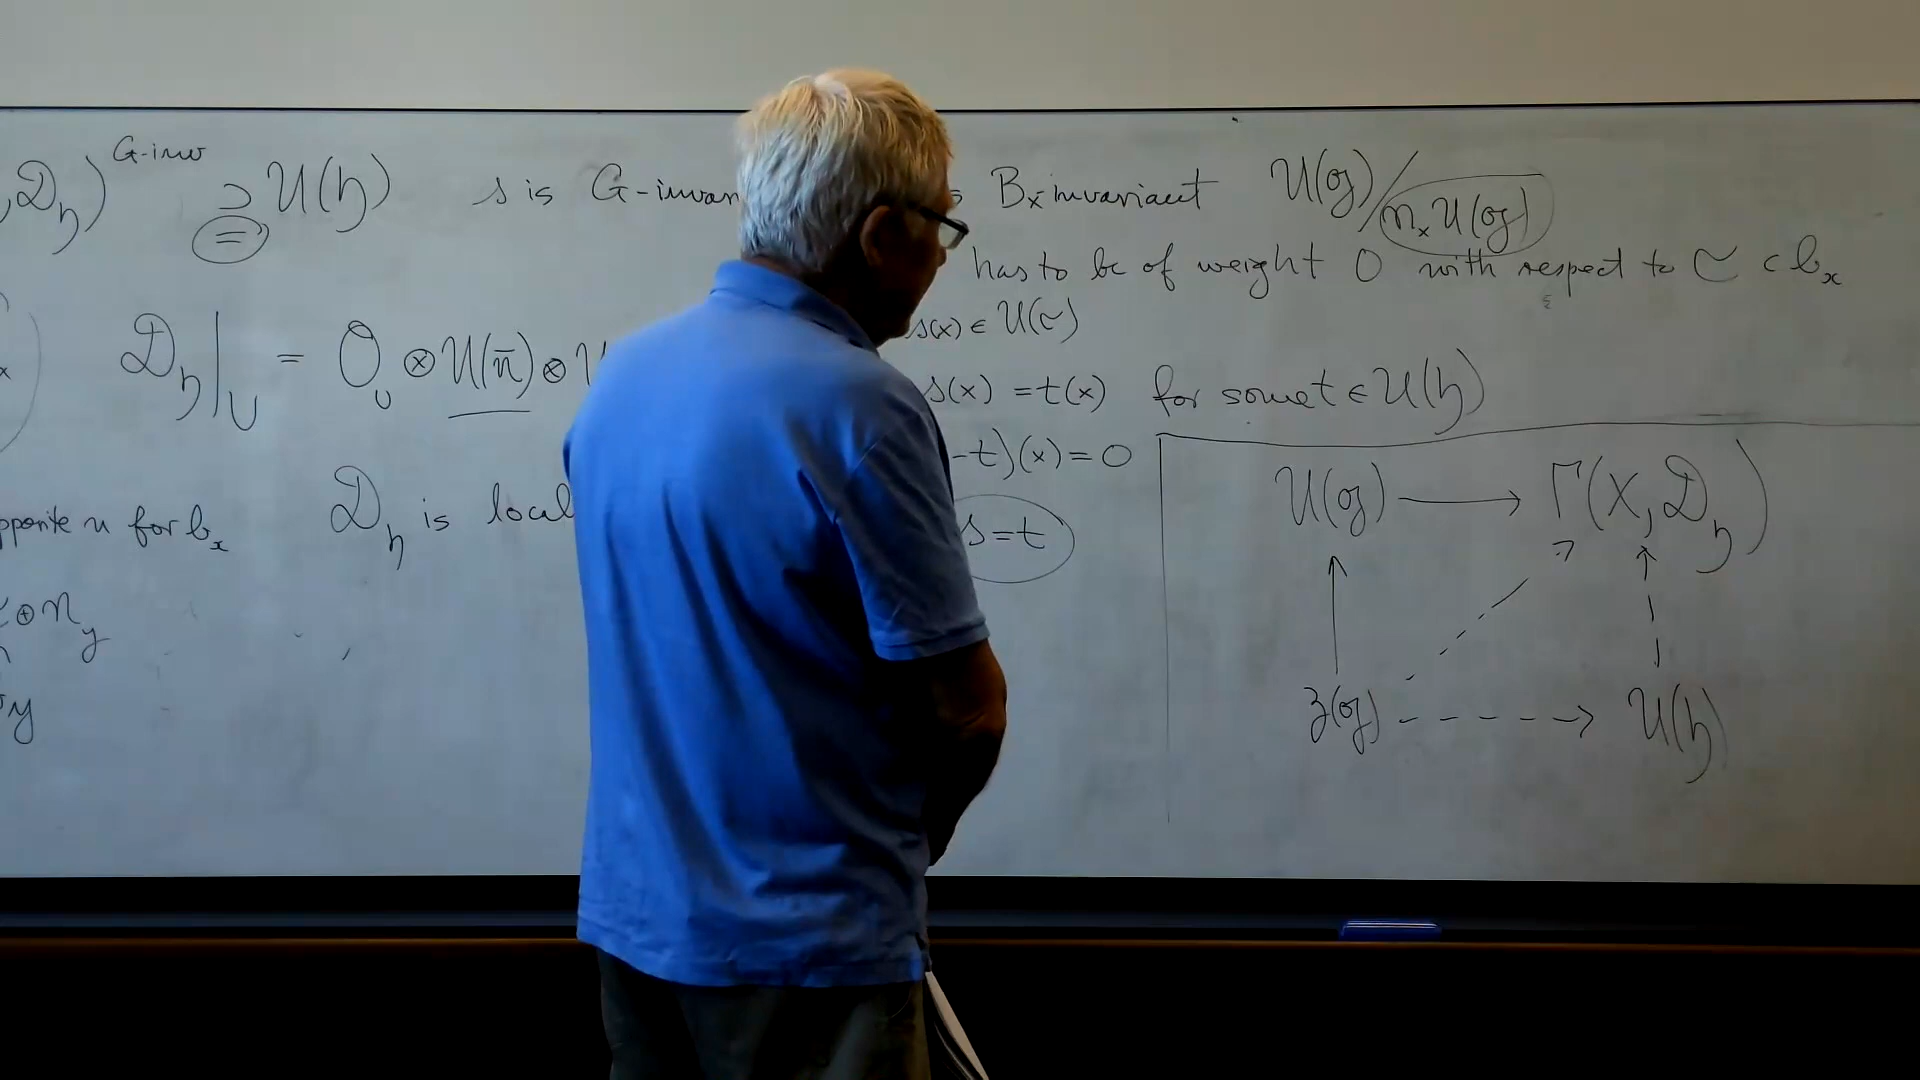 , 𝒟_𝔥)^{G-inv} ⊃ (=) U(𝔥)
s is G-invar
B_x invariant U(𝔤)/𝔫_x U(𝔤)
has to be of weight 0 with respect to 𝔠 ⊂ 𝔟_x
s(x) ∈ U(𝔠)
𝒟_𝔥|_U = O_U ⊗ U(𝔫̄) ⊗ U
s(x) = t(x) for some t ∈ U(𝔥)
-t)(x) = 0
pposite n for 𝔟_x
𝒟_𝔥 is local
s = t
⊕ 𝔫_y
y
U(𝔤) → Γ(X, 𝒟_𝔥)
𝔷(𝔤) ----> U(𝔥)